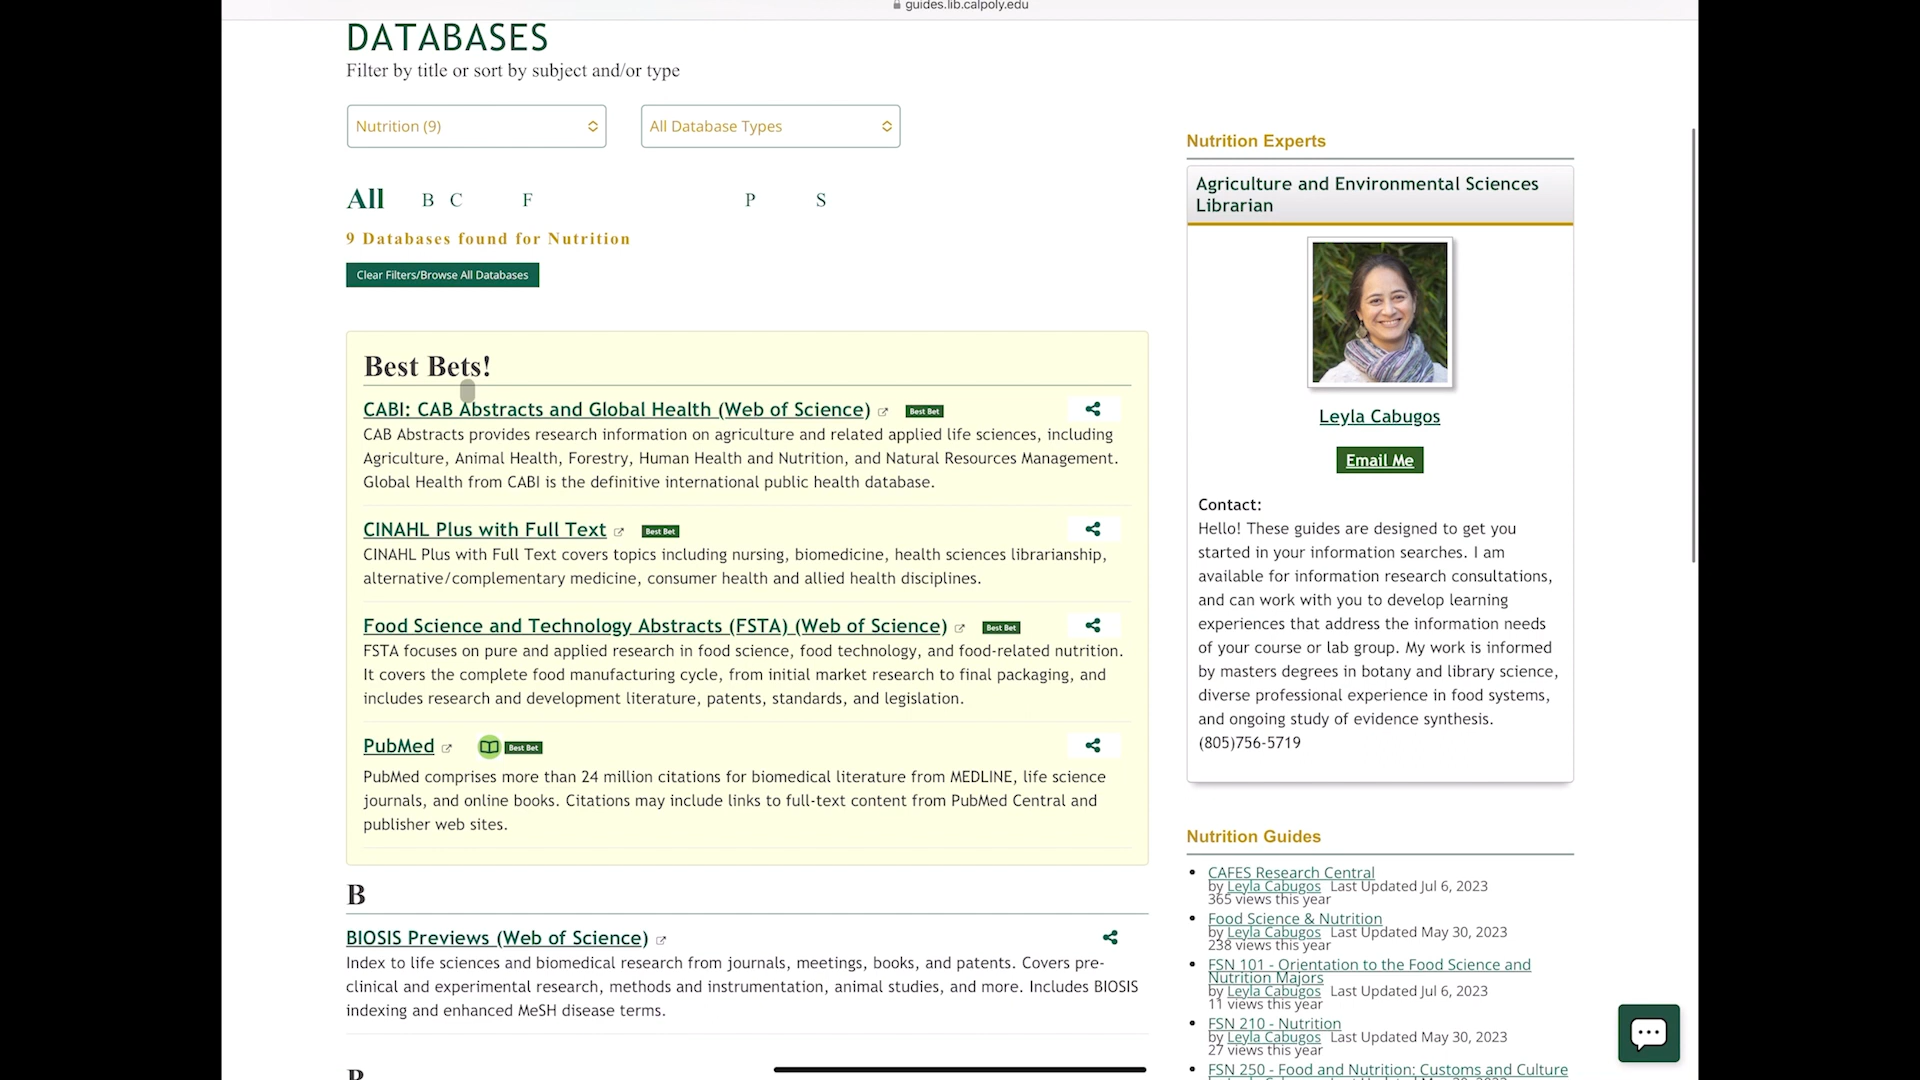 guides.lib.calpoly.edu
DATABASES
Filter by title or sort by subject and/or type
Nutrition (9)
All Database Types
All B C F P S
9 Databases found for Nutrition
Clear Filters/Browse All Databases
Best Bets!
CABI: CAB Abstracts and Global Health (Web of Science) Best Bet
CAB Abstracts provides research information on agriculture and related applied life sciences, including
Agriculture, Animal Health, Forestry, Human Health and Nutrition, and Natural Resources Management.
Global Health from CABI is the definitive international public health database.
CINAHL Plus with Full Text Best Bet
CINAHL Plus with Full Text covers topics including nursing, biomedicine, health sciences librarianship,
alternative/complementary medicine, consumer health and allied health disciplines.
Food Science and Technology Abstracts (FSTA) (Web of Science) Best Bet
FSTA focuses on pure and applied research in food science, food technology, and food-related nutrition.
It covers the complete food manufacturing cycle, from initial market research to final packaging, and
includes research and development literature, patents, standards, and legislation.
PubMed Best Bet
PubMed comprises more than 24 million citations for biomedical literature from MEDLINE, life science
journals, and online books. Citations may include links to full-text content from PubMed Central and
publisher web sites.
B
BIOSIS Previews (Web of Science)
Index to life sciences and biomedical research from journals, meetings, books, and patents. Covers pre-
clinical and experimental research, methods and instrumentation, animal studies, and more. Includes BIOSIS
indexing and enhanced MeSH disease terms.
Nutrition Experts
Agriculture and Environmental Sciences
Librarian
Leyla Cabugos
Email Me
Contact:
Hello! These guides are designed to get you
started in your information searches. I am
available for information research consultations,
and can work with you to develop learning
experiences that address the information needs
of your course or lab group. My work is informed
by masters degrees in botany and library science,
diverse professional experience in food systems,
and ongoing study of evidence synthesis.
(805)756-5719
Nutrition Guides
CAFES Research Central
by Leyla Cabugos Last Updated Jul 6, 2023
365 views this year
Food Science & Nutrition
by Leyla Cabugos Last Updated May 30, 2023
238 views this year
FSN 101 - Orientation to the Food Science and
Nutrition Majors
by Leyla Cabugos Last Updated Jul 6, 2023
11 views this year
FSN 210 - Nutrition
by Leyla Cabugos Last Updated May 30, 2023
27 views this year
FSN 250 - Food and Nutrition: Customs and Culture